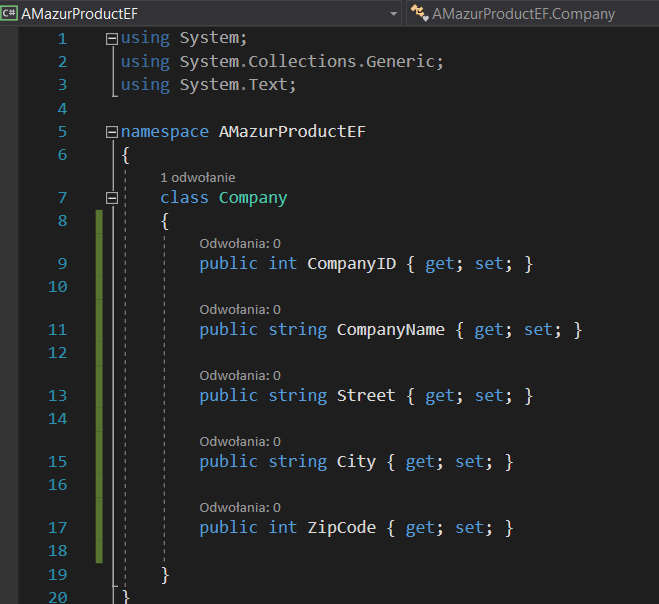 C# AMazurProductEF AMazurProductEF.Company
1 using System;
2 using System.Collections.Generic;
3 using System.Text;
4
5 namespace AMazurProductEF
6 {
1 odwołanie
7 class Company
8 {
Odwołania: 0
9 public int CompanyID { get; set; }
10
Odwołania: 0
11 public string CompanyName { get; set; }
12
Odwołania: 0
13 public string Street { get; set; }
14
Odwołania: 0
15 public string City { get; set; }
16
Odwołania: 0
17 public int ZipCode { get; set; }
18
19 }
20 }